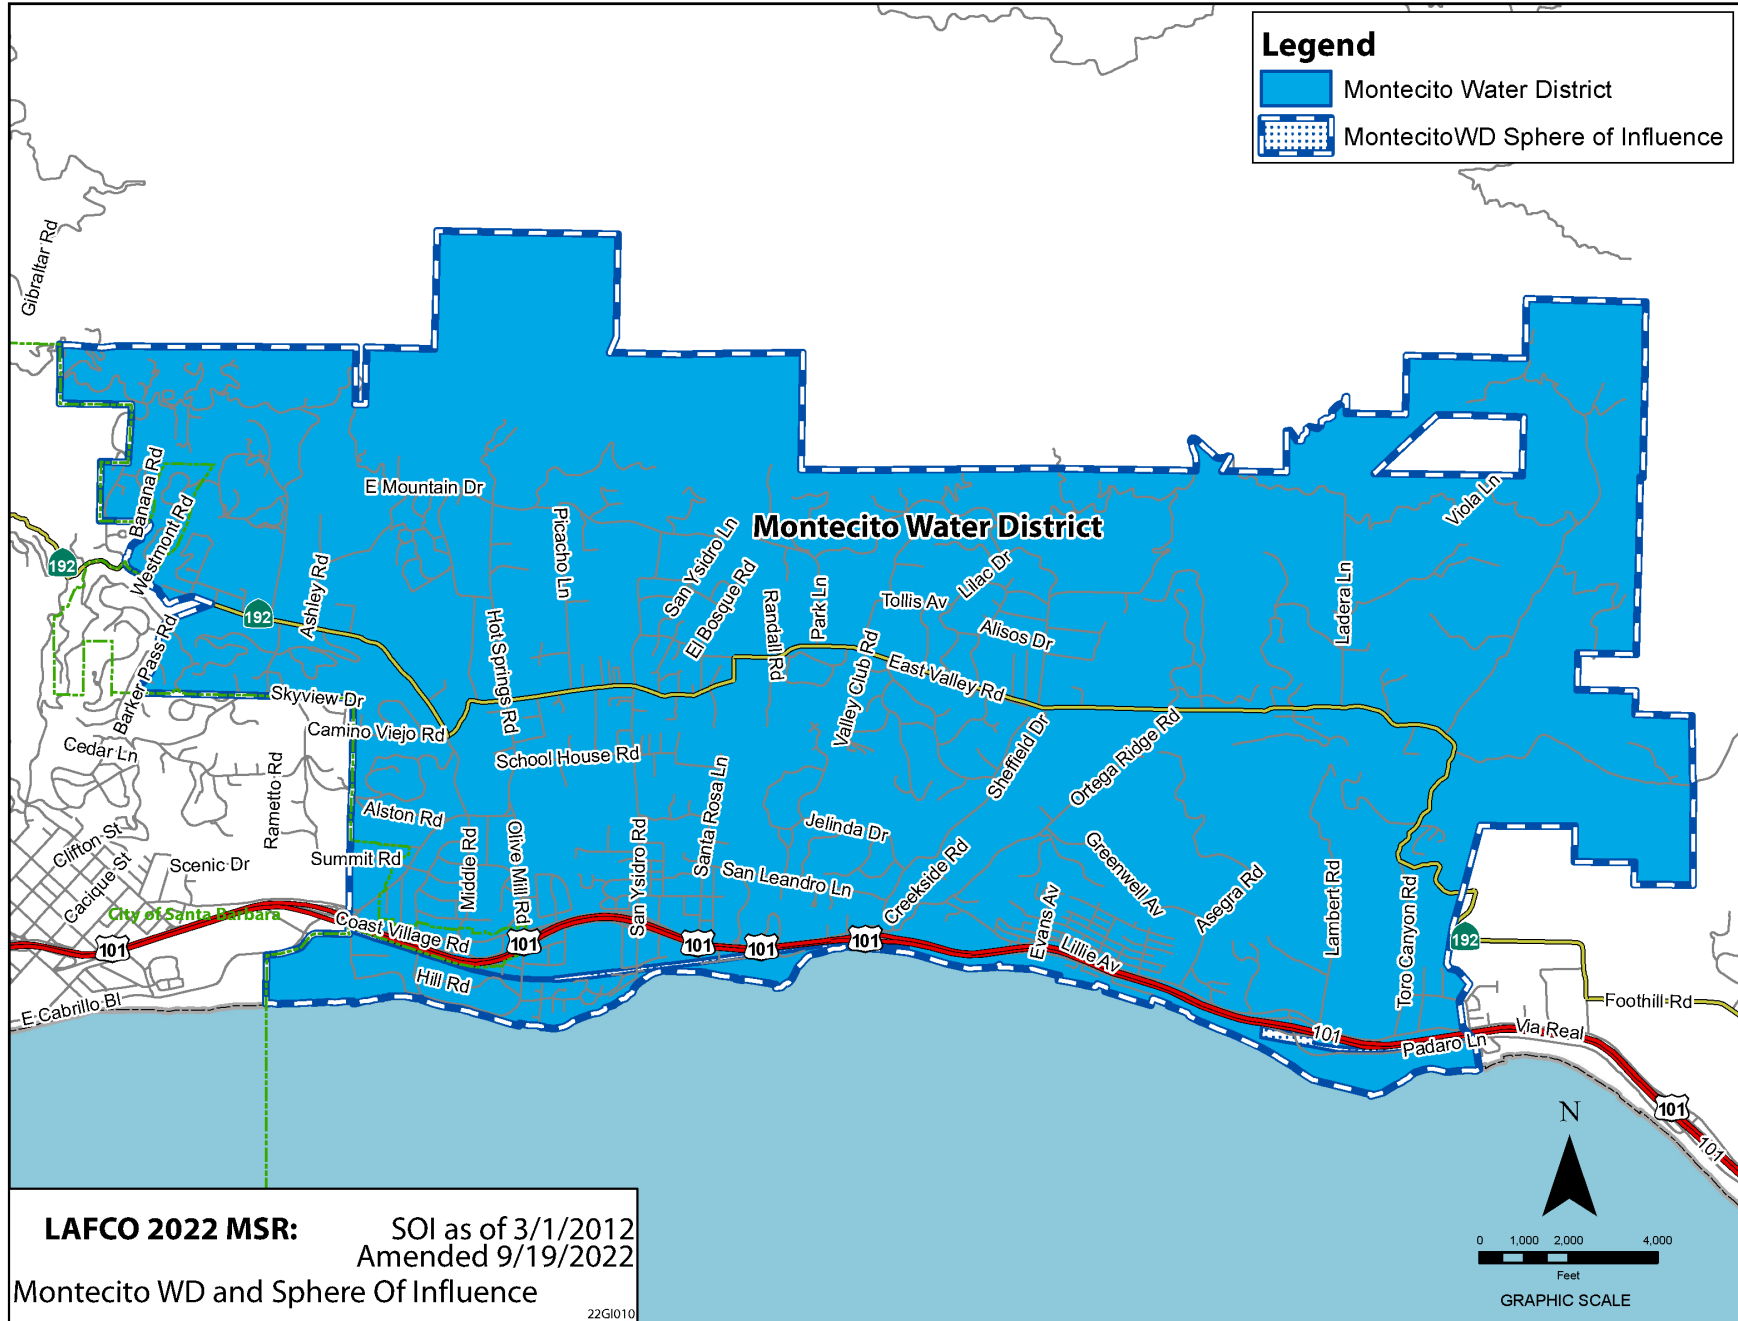 Legend
Montecito Water District
MontecitoWD Sphere of Influence
Gibraltar Rd
Banana Rd
Westmont Rd
E Mountain Dr
Picacho Ln
San Ysidro Ln
El Bosque Rd
Montecito Water District
Viola Ln
192
192
Ashley Rd
Hot Springs Rd
Randall Rd
Park Ln
Tollis Av
Lilac Dr
Alisos Dr
Ladera Ln
Barker Pass Rd
Skyview Dr
Valley Club Rd
East Valley Rd
Camino Viejo Rd
Cedar Ln
School House Rd
Sheffield Dr
Ortega Ridge Rd
Rametto Rd
Santa Rosa Ln
Alston Rd
Jelinda Dr
Clifton St
Cacique St
Scenic Dr
Summit Rd
Middle Rd
Olive Mill Rd
San Ysidro Rd
San Leandro Ln
Creekside Rd
Greenwell Av
Asegra Rd
Lambert Rd
Toro Canyon Rd
City of Santa Barbara
Coast Village Rd
Evans Av
Lillie Av
101
101
101
101
101
192
Hill Rd
E Cabrillo Bl
Foothill Rd
101
Padaro Ln
Via Real
101
101
N
0 1,000 2,000 4,000
Feet
GRAPHIC SCALE
LAFCO 2022 MSR: SOI as of 3/1/2012
Amended 9/19/2022
Montecito WD and Sphere Of Influence
22GI010